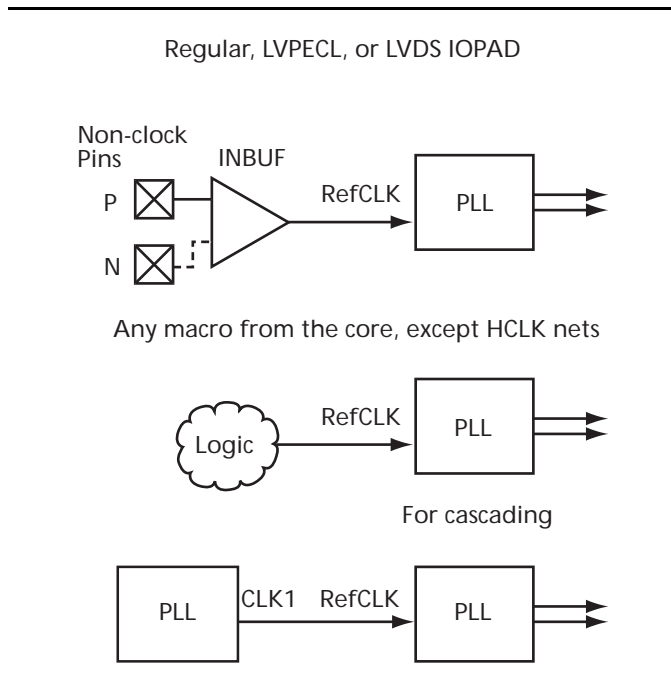 Regular, LVPECL, or LVDS IOPAD
Non-clock
Pins
INBUF
P
RefCLK
PLL
N
Any macro from the core, except HCLK nets
Logic
RefCLK
PLL
For cascading
PLL
CLK1
RefCLK
PLL